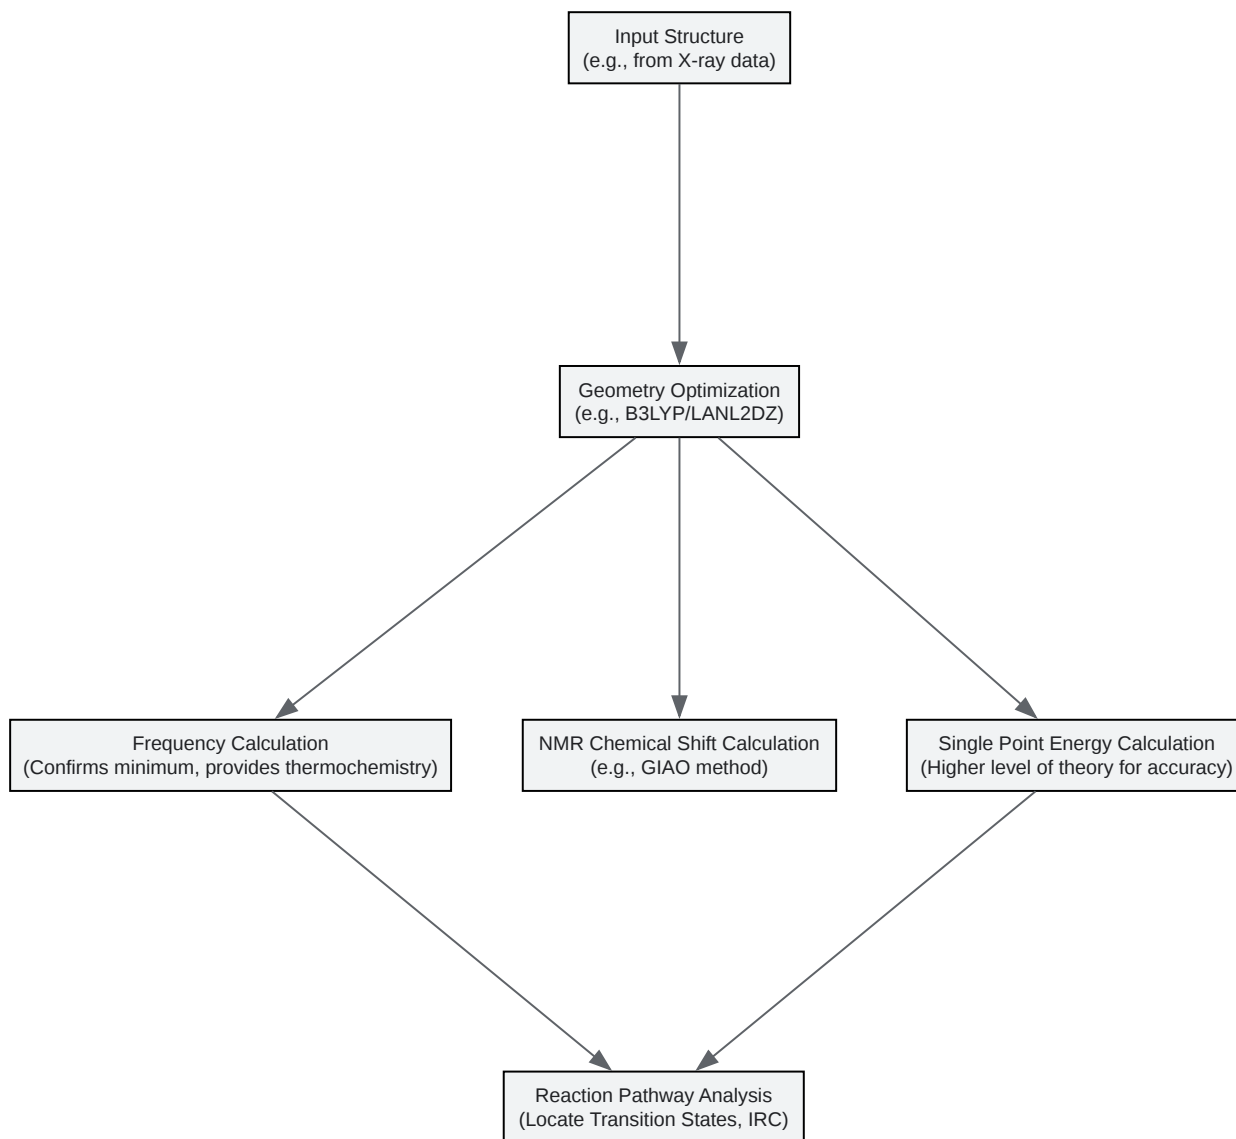 Input Structure
(e.g., from X-ray data)
Geometry Optimization
(e.g., B3LYP/LANL2DZ)
Frequency Calculation
(Confirms minimum, provides thermochemistry)
NMR Chemical Shift Calculation
(e.g., GIAO method)
Single Point Energy Calculation
(Higher level of theory for accuracy)
Reaction Pathway Analysis
(Locate Transition States, IRC)